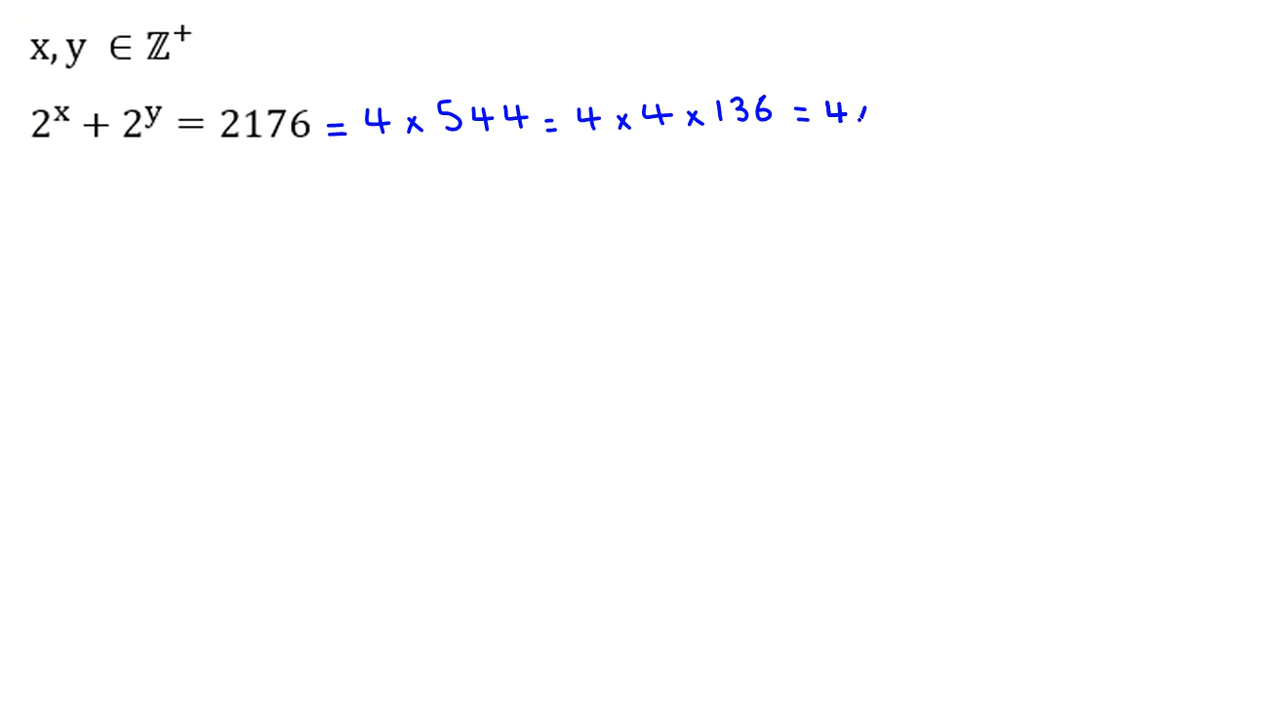 x, y ∈ ℤ⁺
2ˣ + 2ʸ = 2176 = 4 × 544 = 4 × 4 × 136 = 4